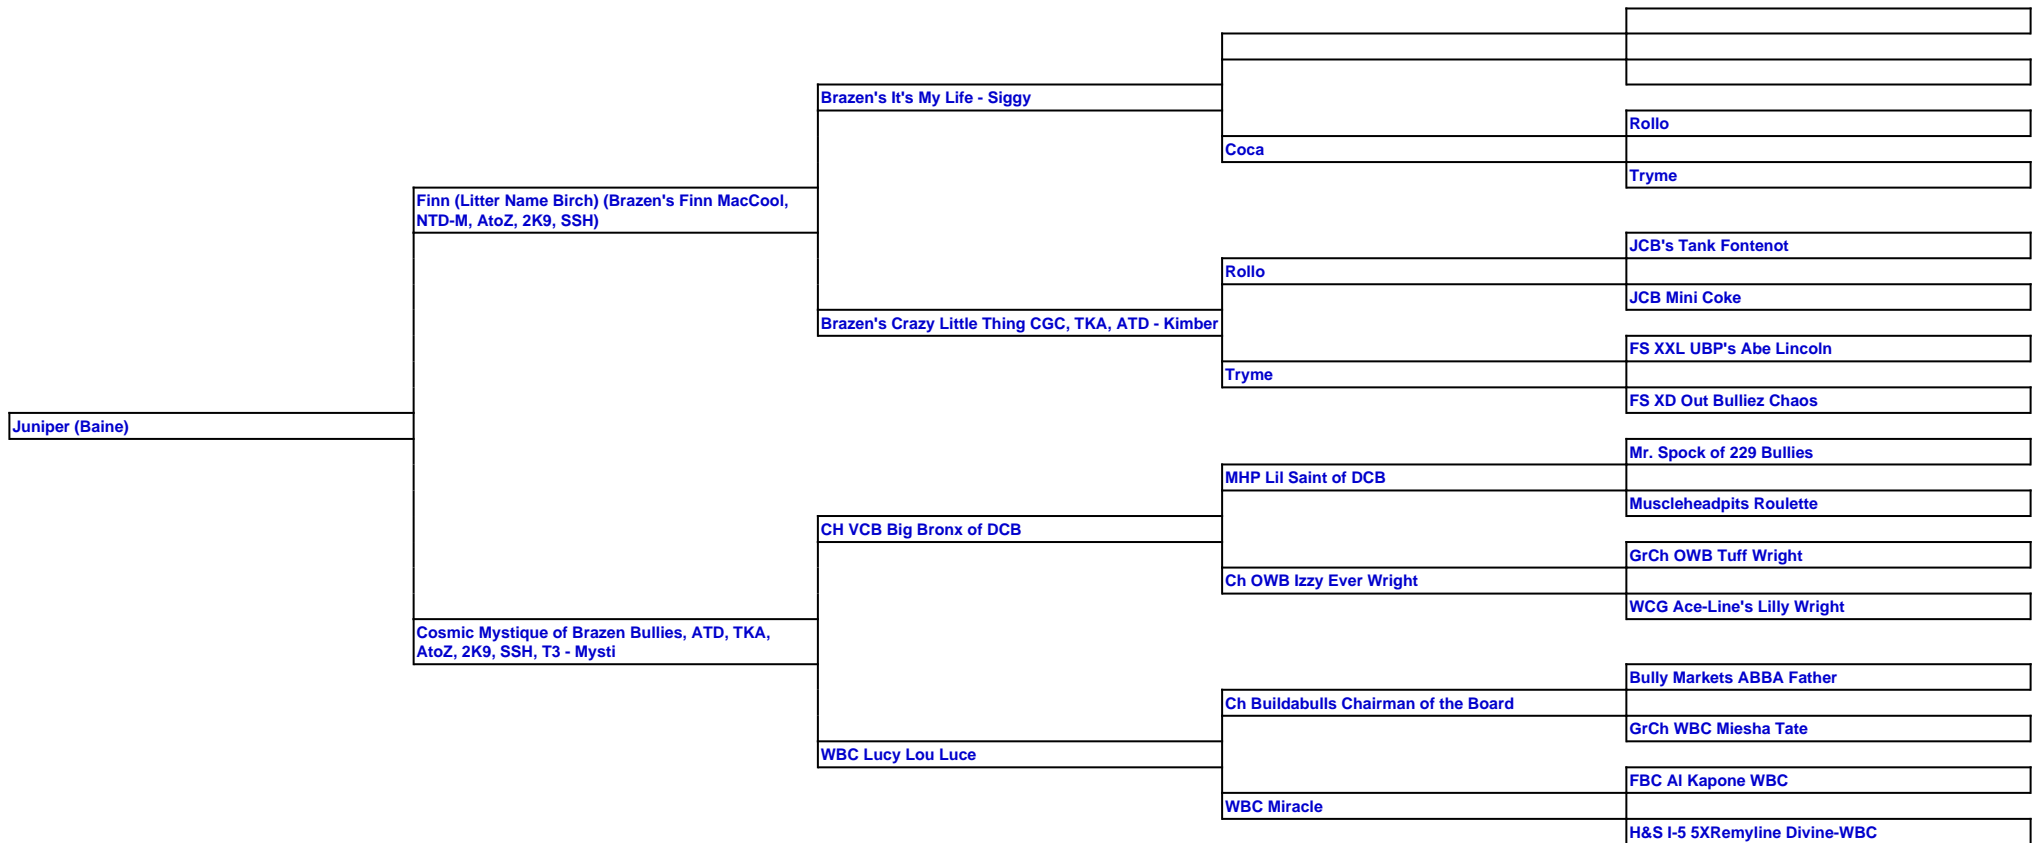 Brazen's It's My Life - Siggy
Rollo
Coca
Tryme
Finn (Litter Name Birch) (Brazen's Finn MacCool,
NTD-M, AtoZ, 2K9, SSH)
JCB's Tank Fontenot
Rollo
JCB Mini Coke
Brazen's Crazy Little Thing CGC, TKA, ATD - Kimber
FS XXL UBP's Abe Lincoln
Tryme
FS XD Out Bulliez Chaos
Juniper (Baine)
Mr. Spock of 229 Bullies
MHP Lil Saint of DCB
Muscleheadpits Roulette
CH VCB Big Bronx of DCB
GrCh OWB Tuff Wright
Ch OWB Izzy Ever Wright
WCG Ace-Line's Lilly Wright
Cosmic Mystique of Brazen Bullies, ATD, TKA,
AtoZ, 2K9, SSH, T3 - Mysti
Bully Markets ABBA Father
Ch Buildabulls Chairman of the Board
GrCh WBC Miesha Tate
WBC Lucy Lou Luce
FBC Al Kapone WBC
WBC Miracle
H&S I-5 5XRemyline Divine-WBC